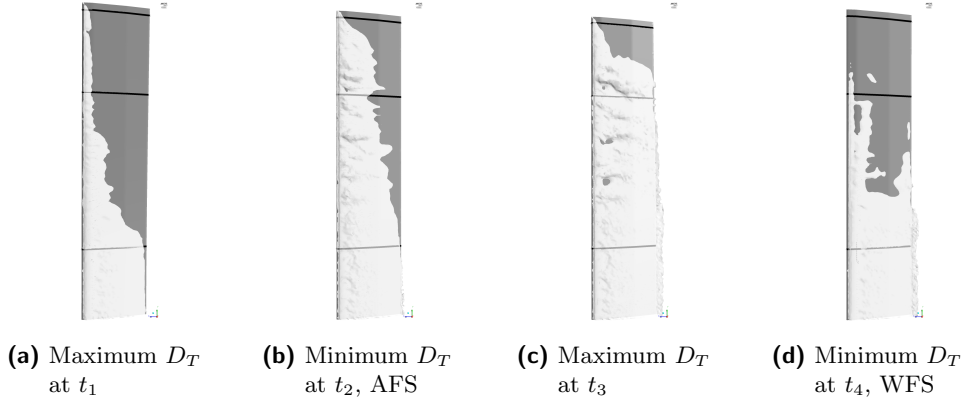 (a) Maximum D_T
at t_1
(b) Minimum D_T
at t_2, AFS
(c) Maximum D_T
at t_3
(d) Minimum D_T
at t_4, WFS